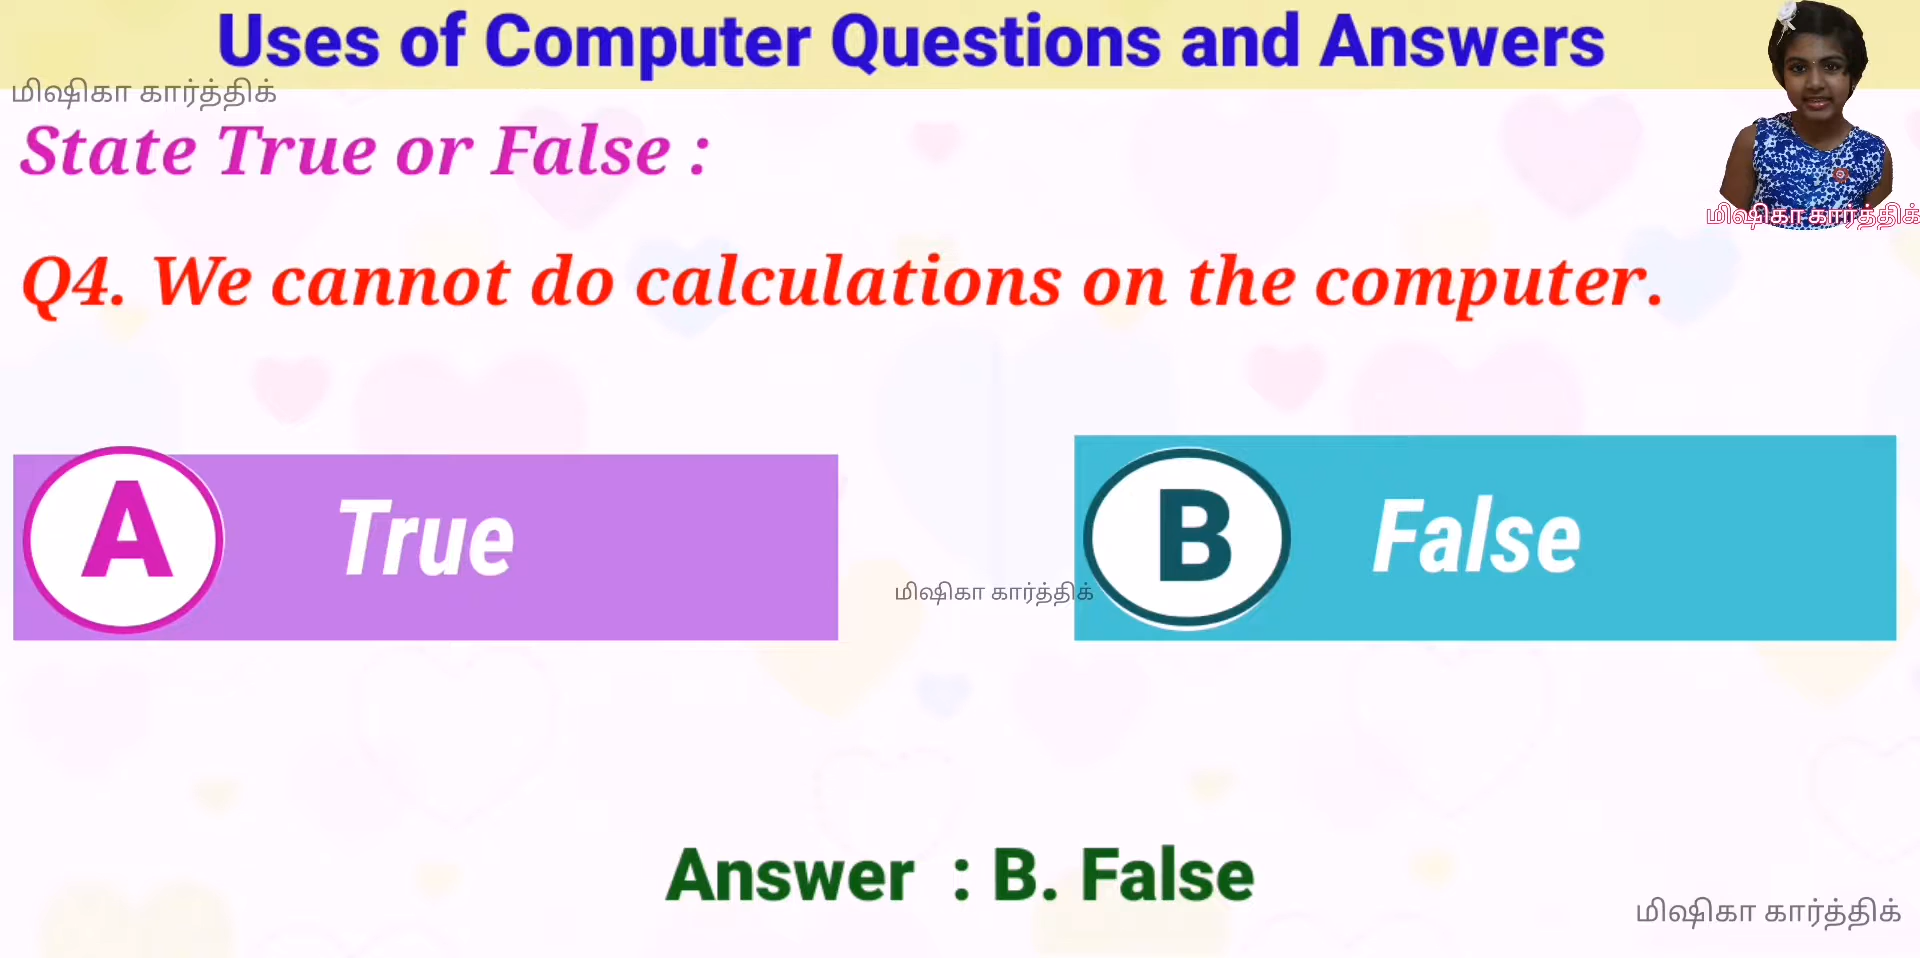 Uses of Computer Questions and Answers
மிஷிகா கார்த்திக்
State True or False :
மிஷிகா கார்த்திக்
Q4. We cannot do calculations on the computer.
A True
B False
மிஷிகா கார்த்திக்
Answer : B. False
மிஷிகா கார்த்திக்